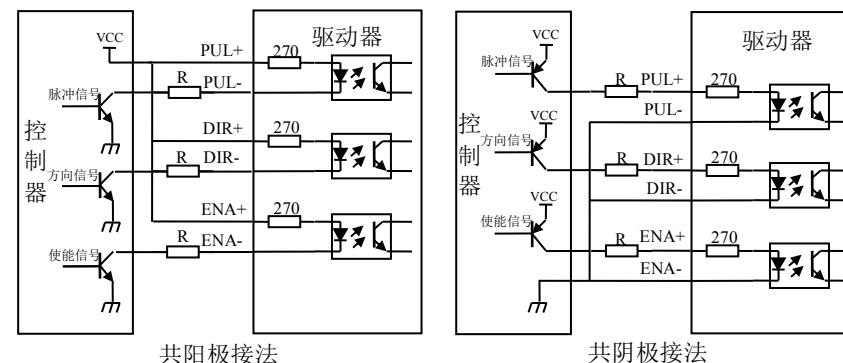 VCC
驱动器
PUL+
270
脉冲信号
R
PUL-
控制器
DIR+
270
方向信号
R
DIR-
ENA+
270
使能信号
R
ENA-
共阳极接法
VCC
驱动器
脉冲信号
R
PUL+
270
PUL-
控制器
VCC
方向信号
R
DIR+
270
DIR-
VCC
使能信号
R
ENA+
270
ENA-
共阴极接法